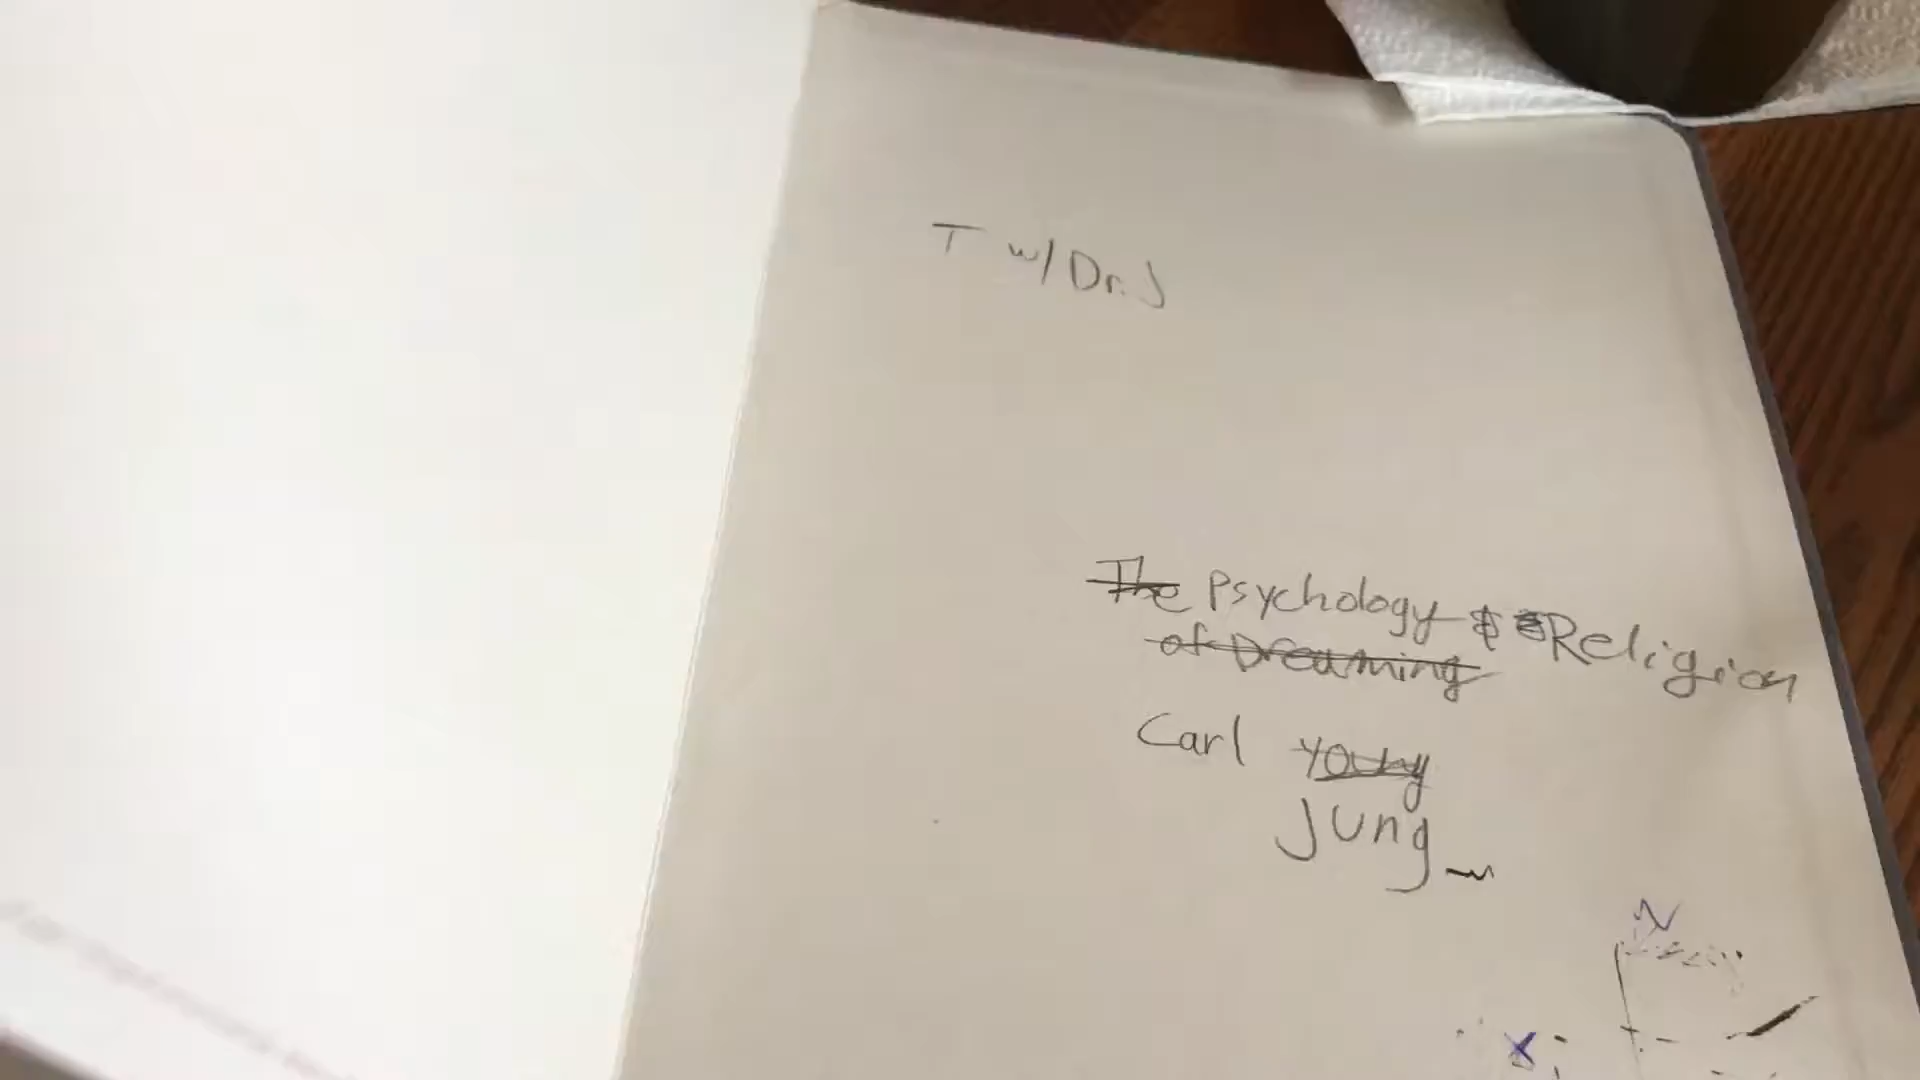 T w/ Dr. J
The Psychology & Religion
of Dreaming
Carl Young
Jung
N
X